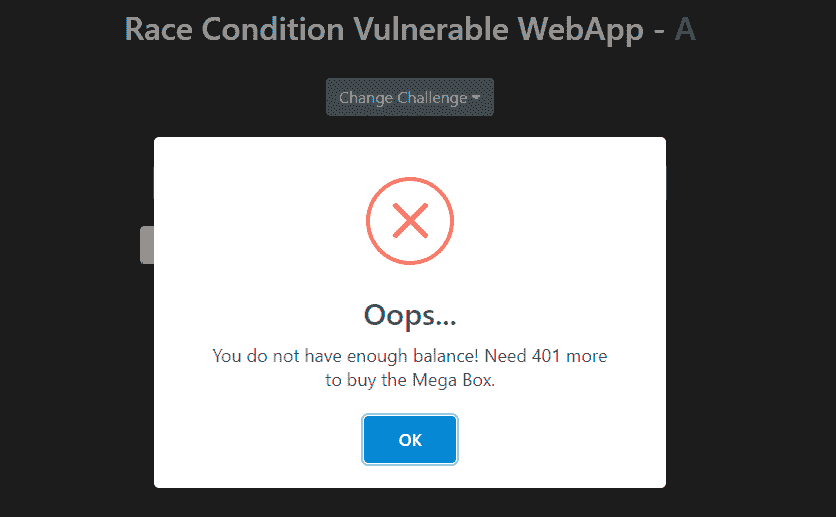 Race Condition Vulnerable WebApp - A
Change Challenge
Oops...
You do not have enough balance! Need 401 more
to buy the Mega Box.
OK